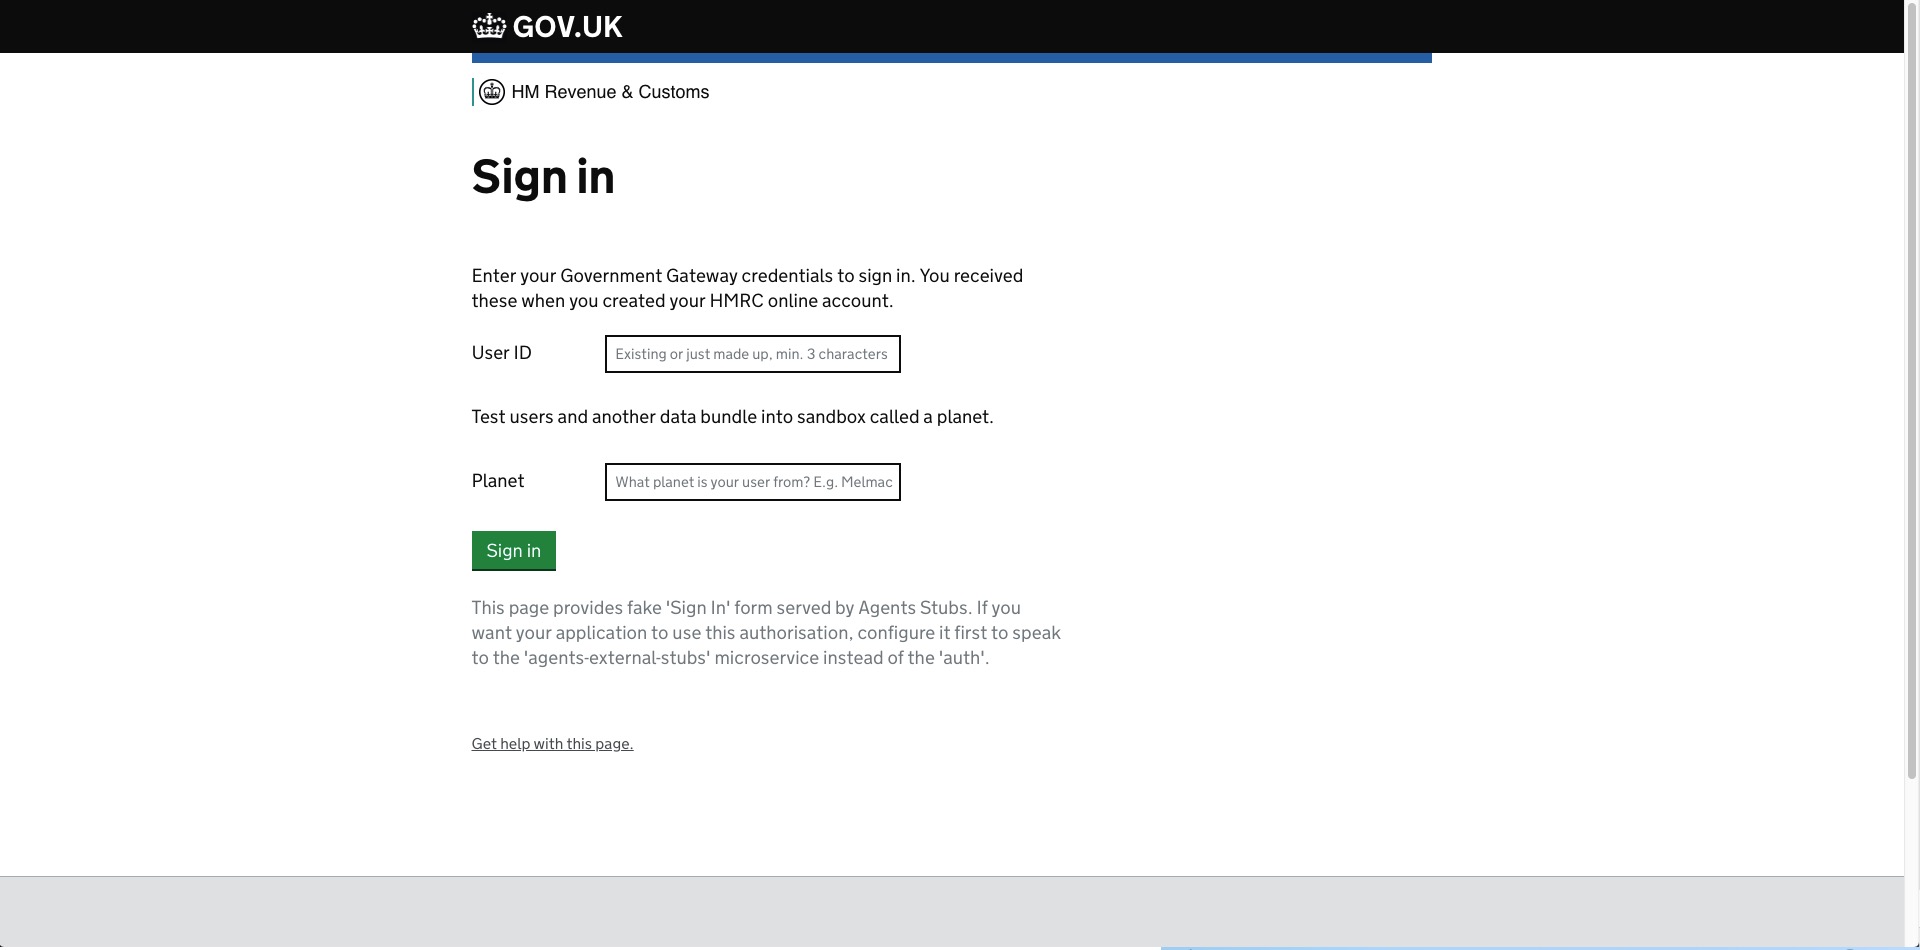 GOV.UK
HM Revenue & Customs
Sign in
Enter your Government Gateway credentials to sign in. You received
these when you created your HMRC online account.
User ID
Existing or just made up, min. 3 characters
Test users and another data bundle into sandbox called a planet.
Planet
What planet is your user from? E.g. Melmac
Sign in
This page provides fake 'Sign In' form served by Agents Stubs. If you
want your application to use this authorisation, configure it first to speak
to the 'agents-external-stubs' microservice instead of the 'auth'.
Get help with this page.